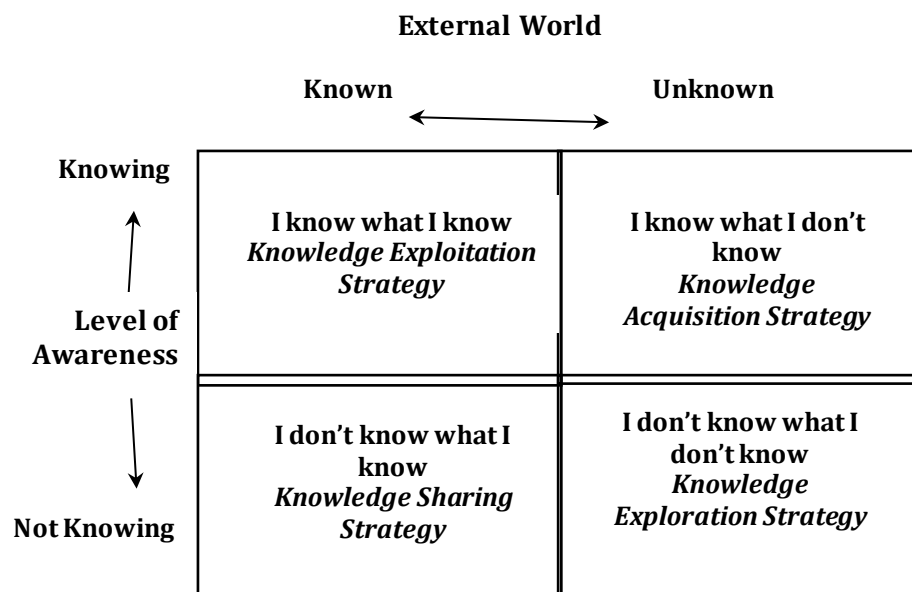 External World
Known
Unknown
Knowing
I know what I know
Knowledge Exploitation
Strategy
I know what I don’t
know
Knowledge
Acquisition Strategy
Level of
Awareness
I don’t know what I
know
Knowledge Sharing
Strategy
I don’t know what I
don’t know
Knowledge
Exploration Strategy
Not Knowing